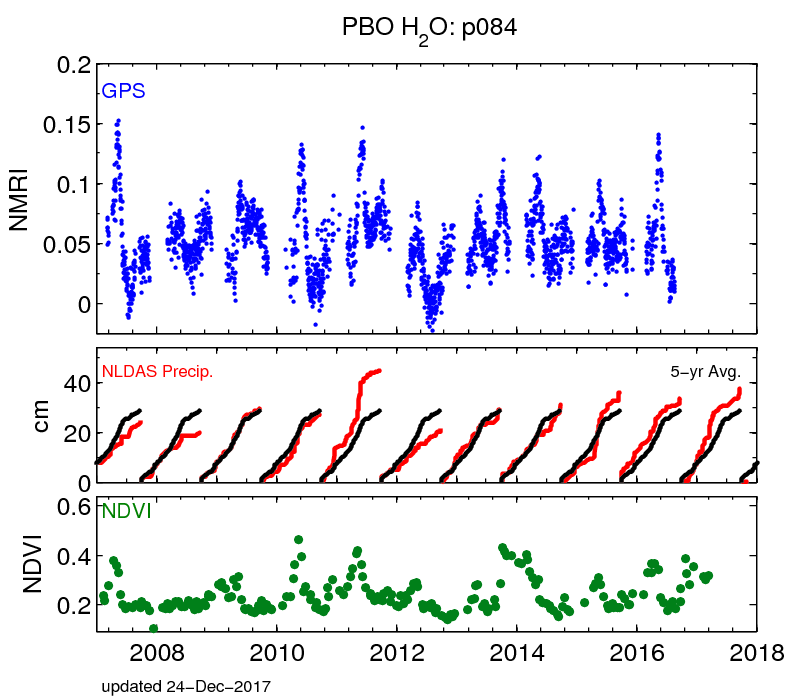 PBO H2O: p084
GPS
NMRI
0.2
0.15
0.1
0.05
0
NLDAS Precip.
5−yr Avg.
cm
40
20
0
NDVI
NDVI
0.6
0.4
0.2
2008 2010 2012 2014 2016 2018
updated 24−Dec−2017